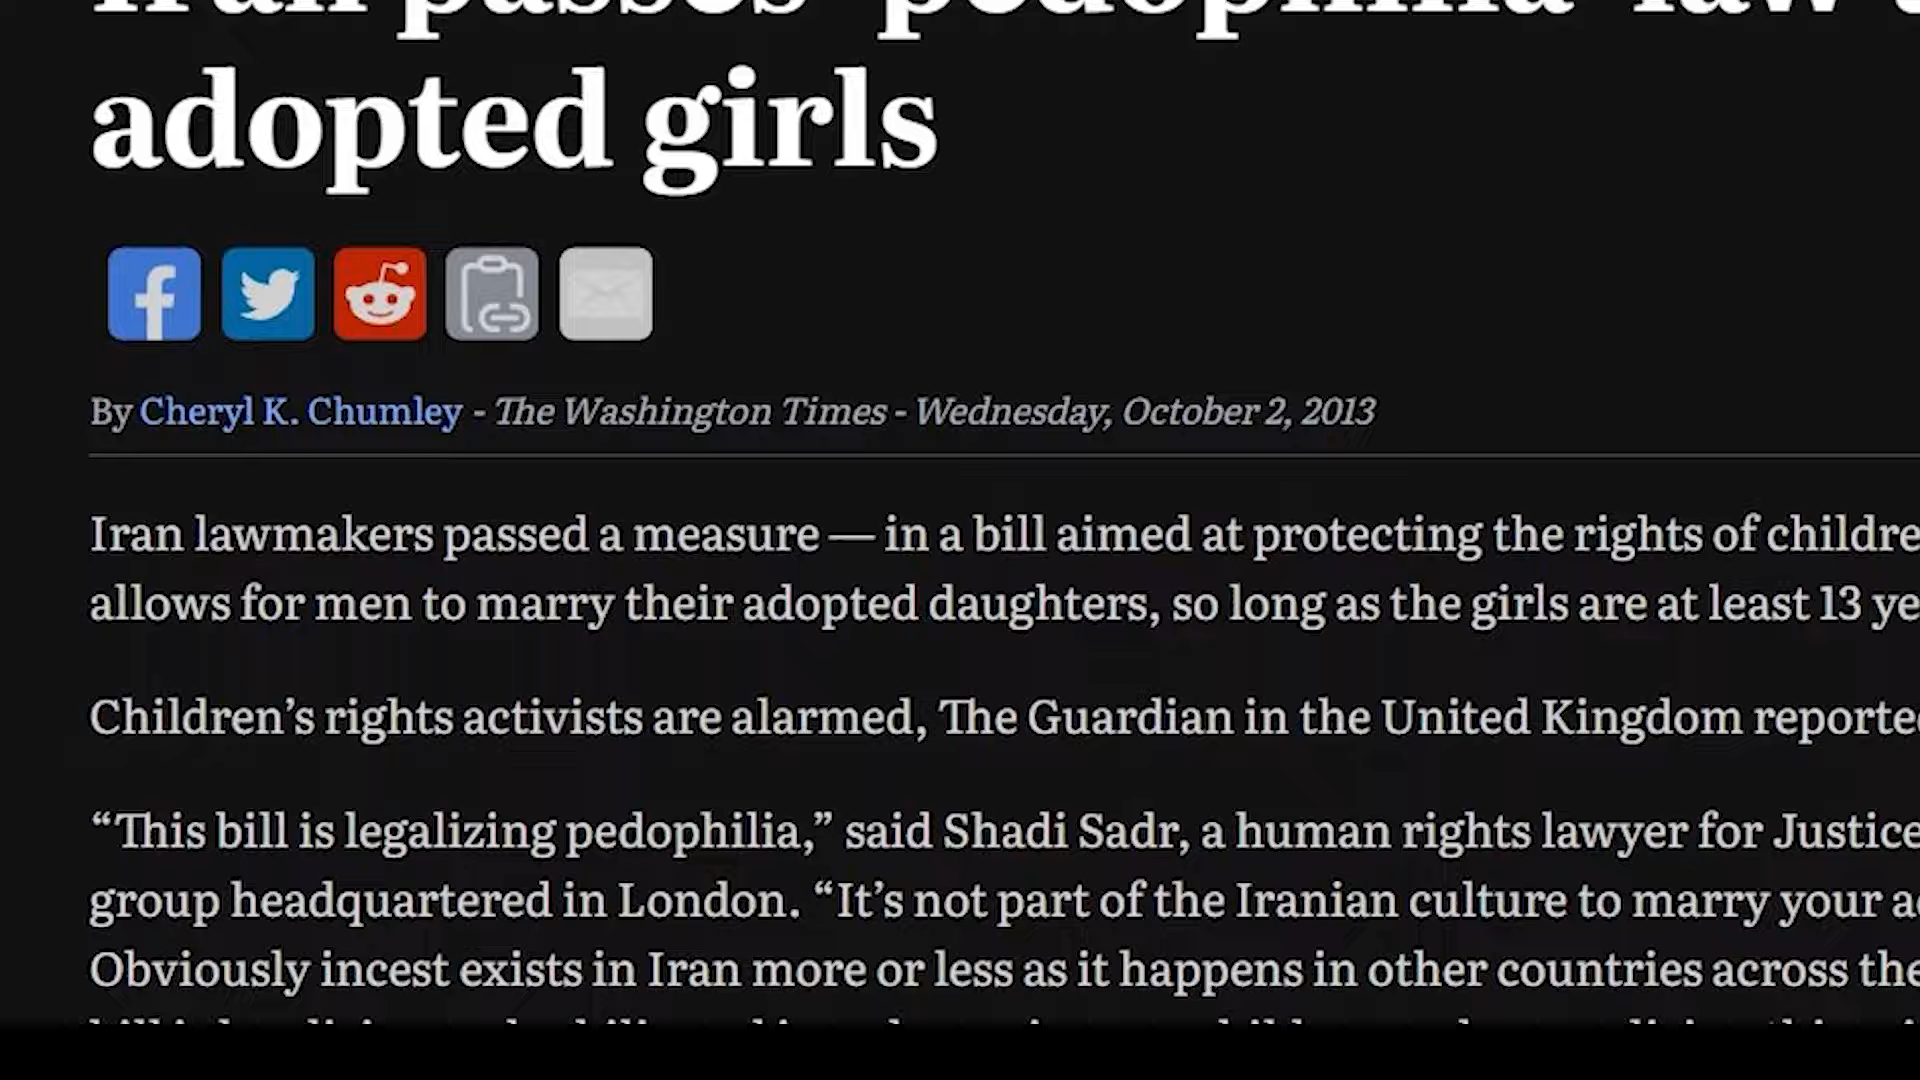 Iran passes 'pedophilia' law
adopted girls
By Cheryl K. Chumley - The Washington Times - Wednesday, October 2, 2013
Iran lawmakers passed a measure — in a bill aimed at protecting the rights of
allows for men to marry their adopted daughters, so long as the girls are at least 13
Children’s rights activists are alarmed, The Guardian in the United Kingdom
“This bill is legalizing pedophilia,” said Shadi Sadr, a human rights lawyer for Justice
group headquartered in London. “It’s not part of the Iranian culture to marry your
Obviously incest exists in Iran more or less as it happens in other countries across the